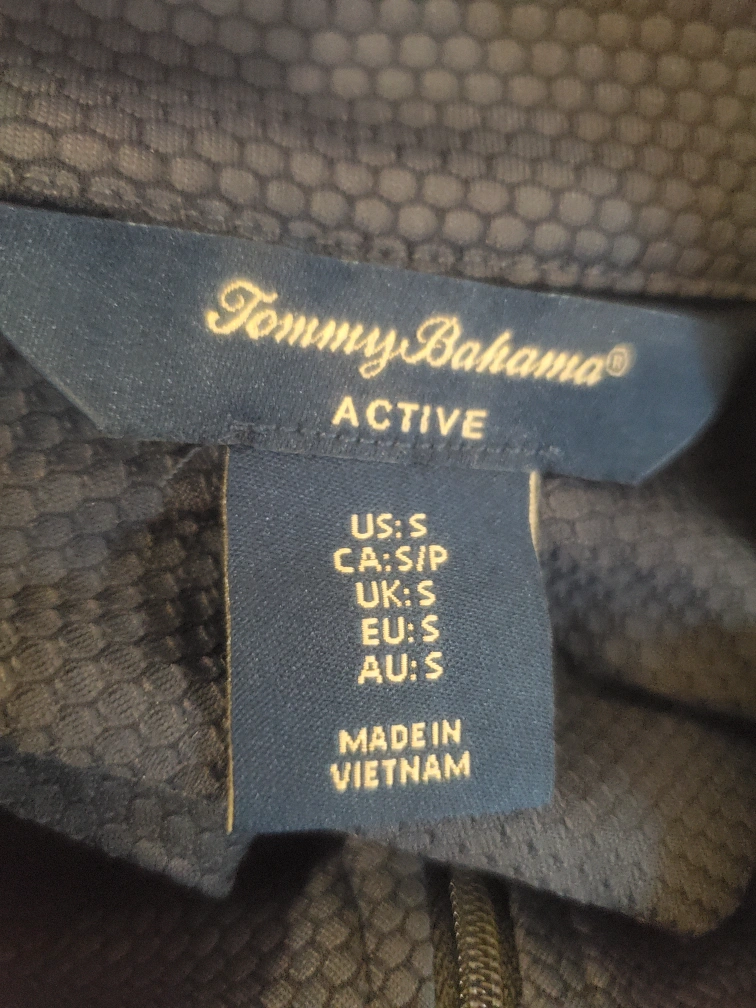 Tommy Bahama®
ACTIVE
US: S
CA: S/P
UK: S
EU: S
AU: S
MADE IN
VIETNAM